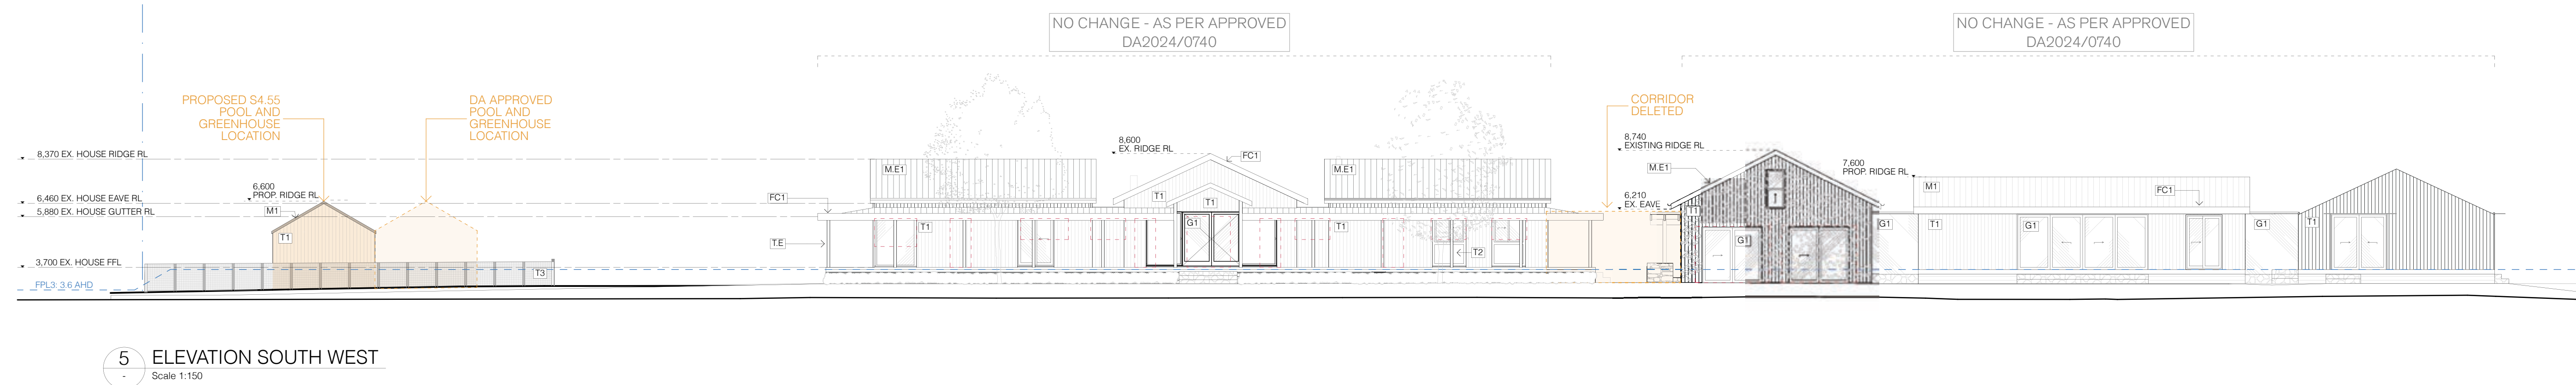 NO CHANGE - AS PER APPROVED
DA2024/0740
NO CHANGE - AS PER APPROVED
DA2024/0740
PROPOSED S4.55
POOL AND
GREENHOUSE
LOCATION
DA APPROVED
POOL AND
GREENHOUSE
LOCATION
CORRIDOR
DELETED
8,370 EX. HOUSE RIDGE RL
6,460 EX. HOUSE EAVE RL
5,880 EX. HOUSE GUTTER RL
3,700 EX. HOUSE FFL
FPL3: 3.6 AHD
6,600
PROP. RIDGE RL
M1
T1
T3
FC1
T.E
M.E1
T1
8,600
EX. RIDGE RL
FC1
T1
T1
G1
M.E1
T1
T2
8,740
EXISTING RIDGE RL
M.E1
6,210
EX. EAVE
T1
G1
7,600
PROP. RIDGE RL
G1
M1
T1
G1
FC1
G1
T1
5
-
ELEVATION SOUTH WEST
Scale 1:150